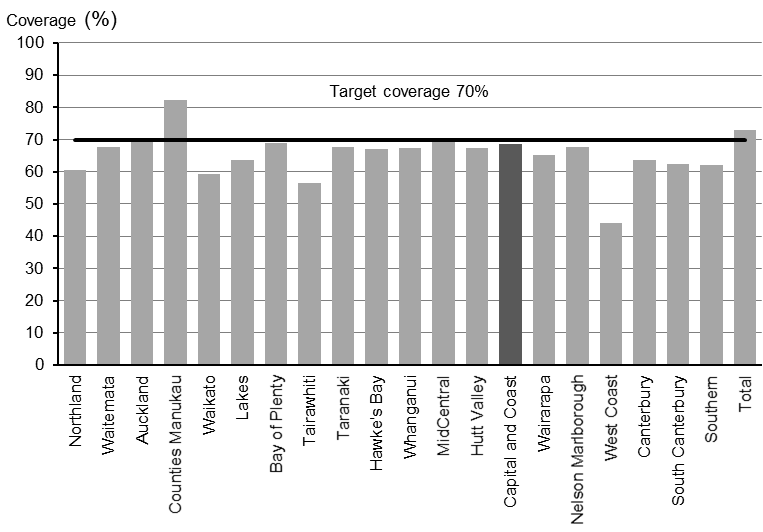 Coverage (%)
100
90
80
70
60
50
40
30
20
10
0
Target coverage 70%
Northland
Waitemata
Auckland
Counties Manukau
Waikato
Lakes
Bay of Plenty
Tairawhiti
Taranaki
Hawke's Bay
Whanganui
MidCentral
Hutt Valley
Capital and Coast
Wairarapa
Nelson Marlborough
West Coast
Canterbury
South Canterbury
Southern
Total